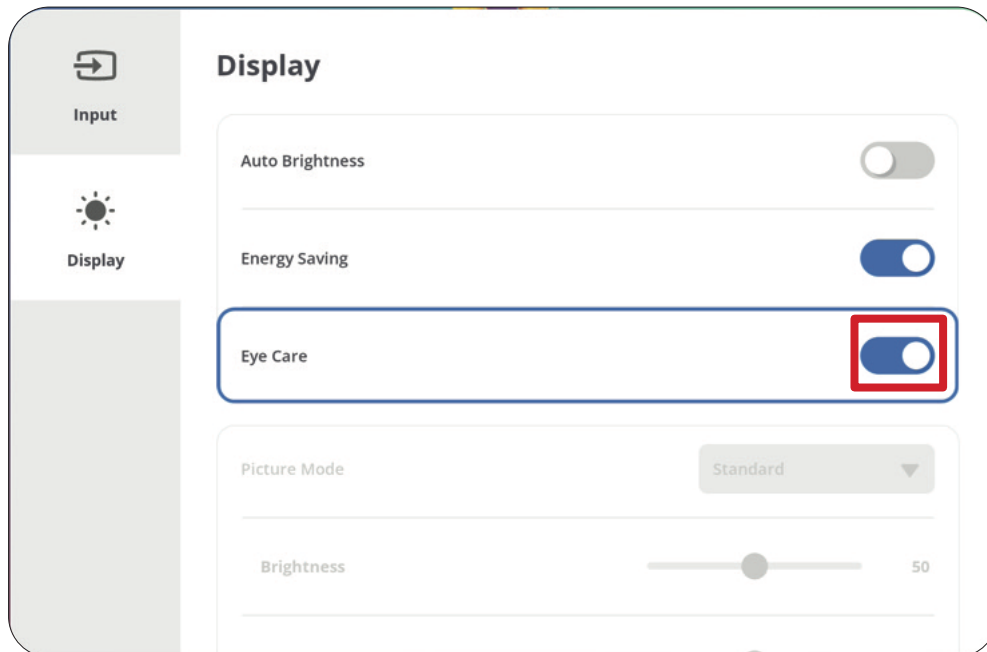 Input
Display
Display
Auto Brightness
Energy Saving
Eye Care
Picture Mode
Standard
Brightness
50